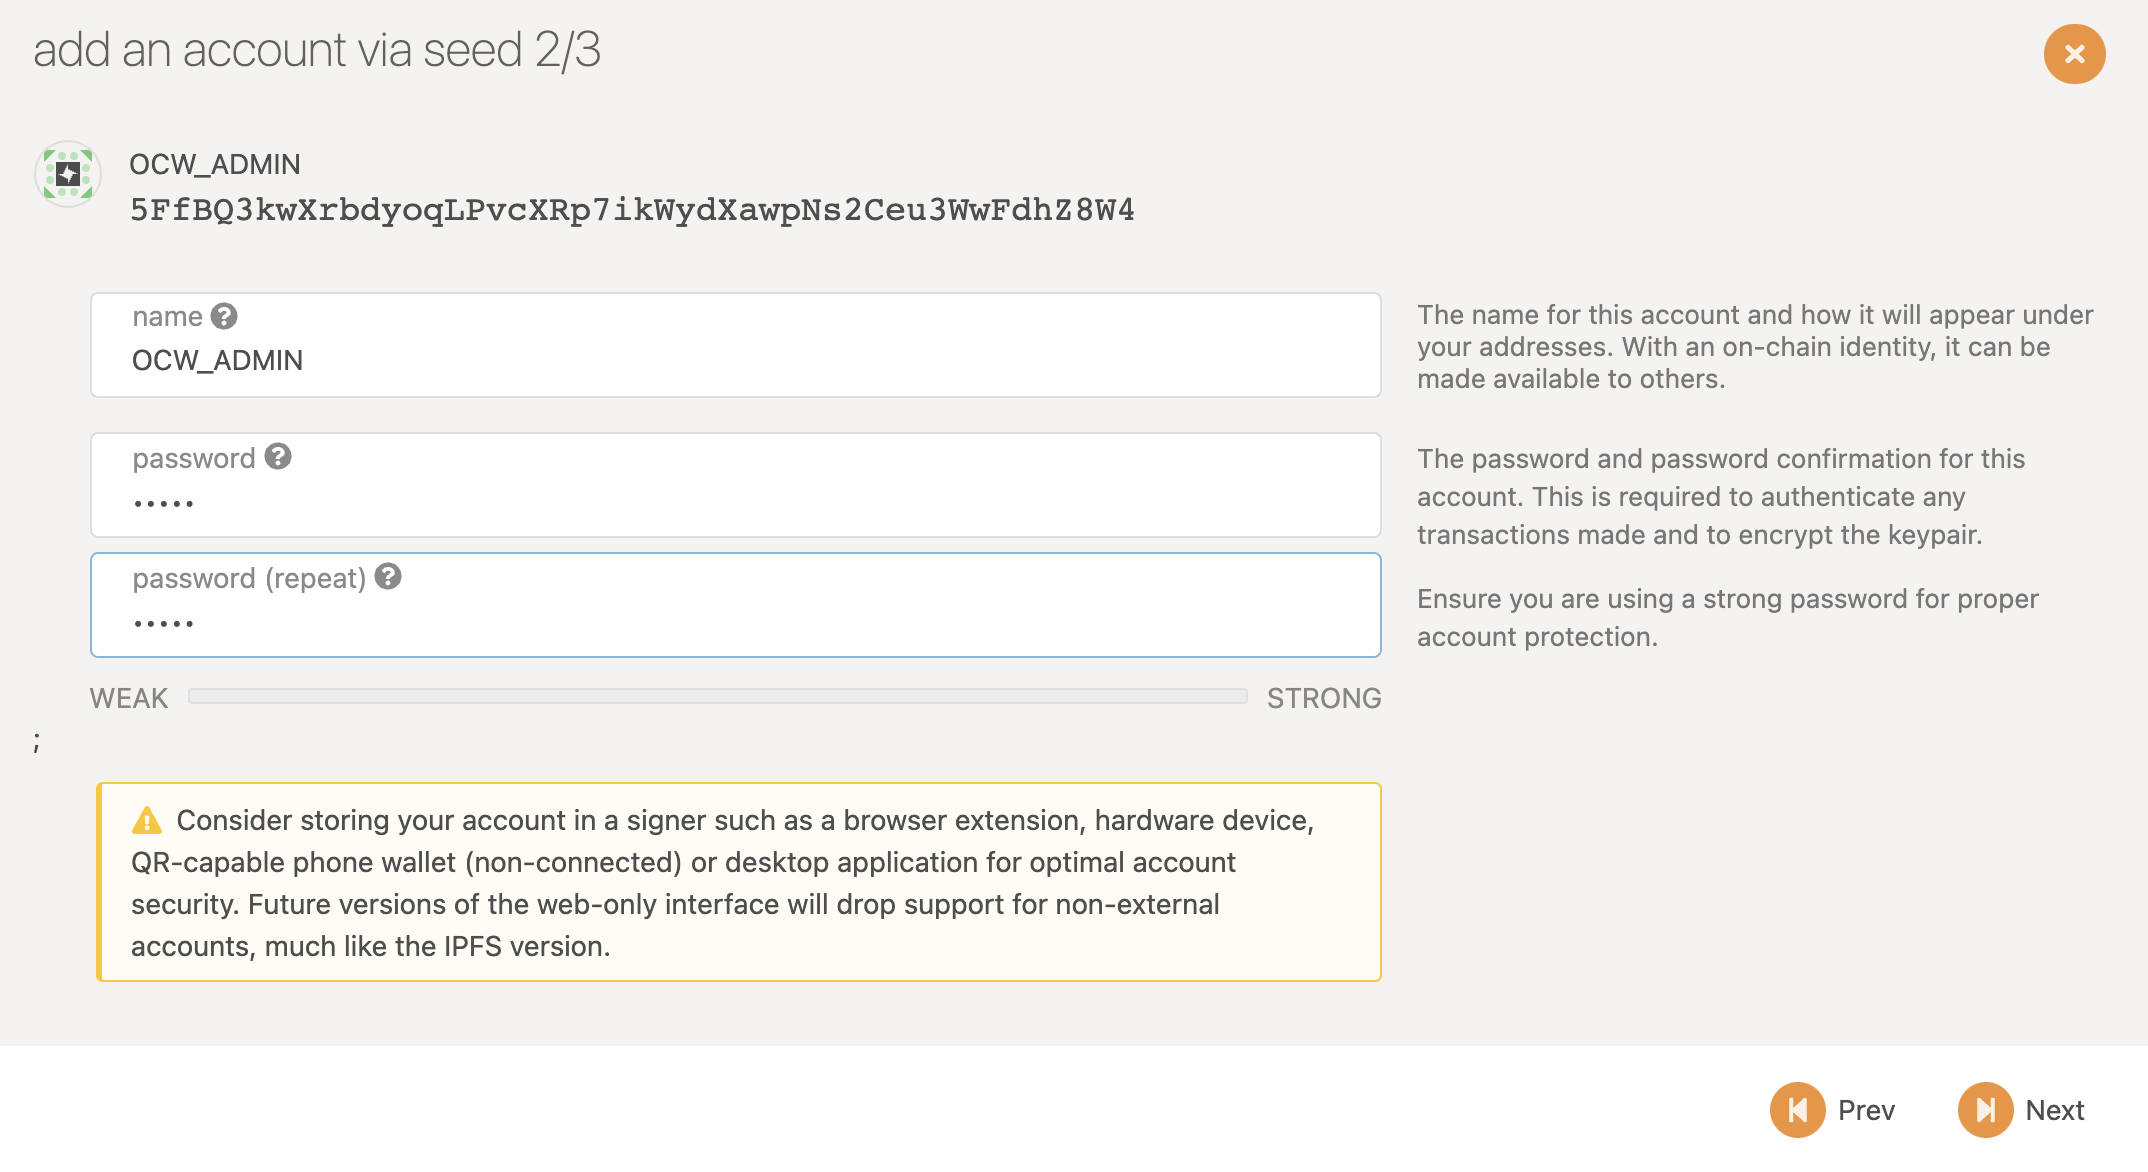 add an account via seed 2/3
OCW_ADMIN
5FfBQ3kwXrbdyoqLPvcXRp7ikWydXawpNs2Ceu3WwFdhZ8W4
name
OCW_ADMIN
The name for this account and how it will appear under
your addresses. With an on-chain identity, it can be
made available to others.
password
•••••
The password and password confirmation for this
account. This is required to authenticate any
transactions made and to encrypt the keypair.
password (repeat)
•••••
Ensure you are using a strong password for proper
account protection.
WEAK STRONG
;
Consider storing your account in a signer such as a browser extension, hardware device,
QR-capable phone wallet (non-connected) or desktop application for optimal account
security. Future versions of the web-only interface will drop support for non-external
accounts, much like the IPFS version.
Prev Next